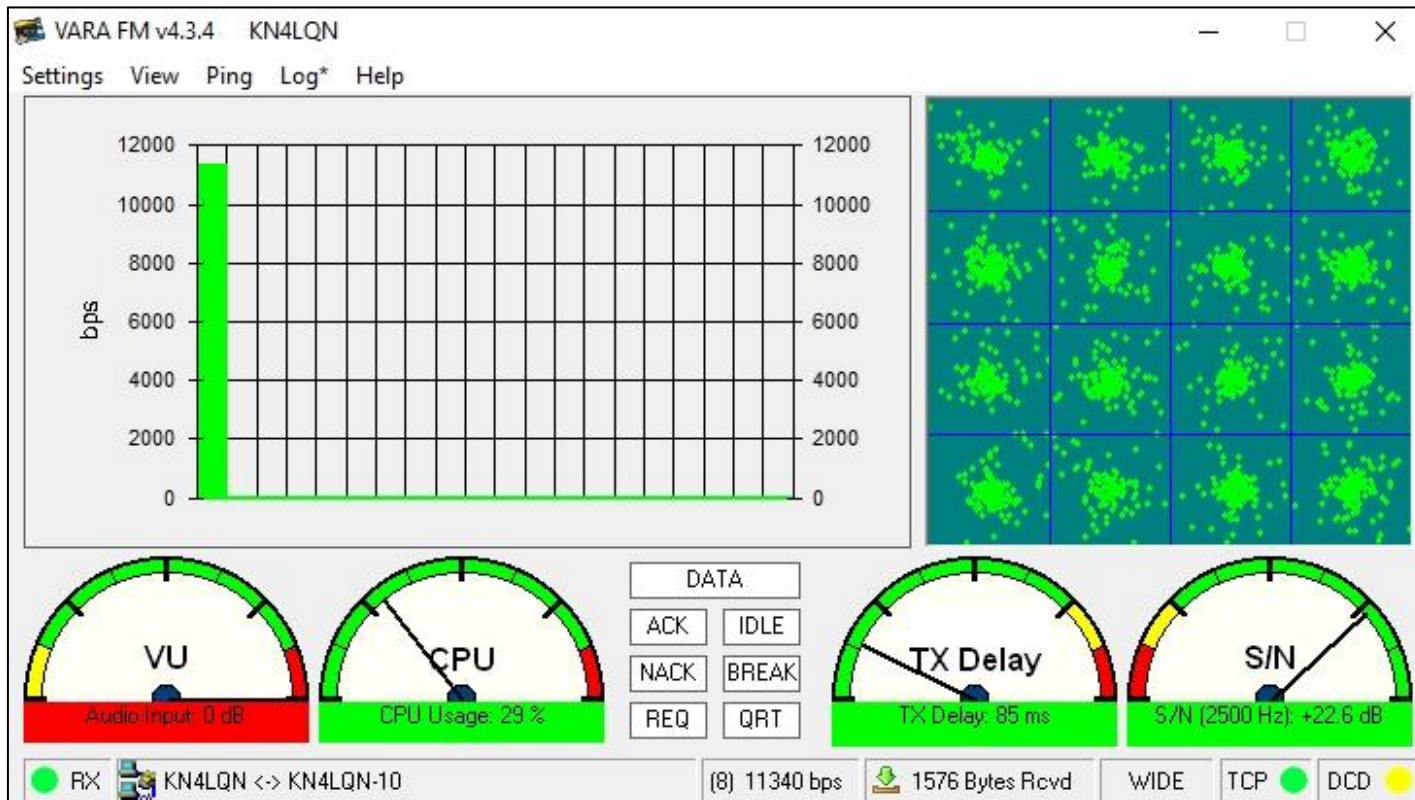 VARA FM v4.3.4 KN4LQN
Settings View Ping Log* Help
12000 12000
10000 10000
8000 8000
bps
6000 6000
4000 4000
2000 2000
0 0
DATA
ACK IDLE
VU CPU TX Delay S/N
NACK BREAK
Audio Input: 0 dB CPU Usage: 29 % REQ QRT TX Delay: 85 ms S/N (2500 Hz): +22.6 dB
RX KN4LQN <-> KN4LQN-10 (8) 11340 bps 1576 Bytes Rcvd WIDE TCP DCD